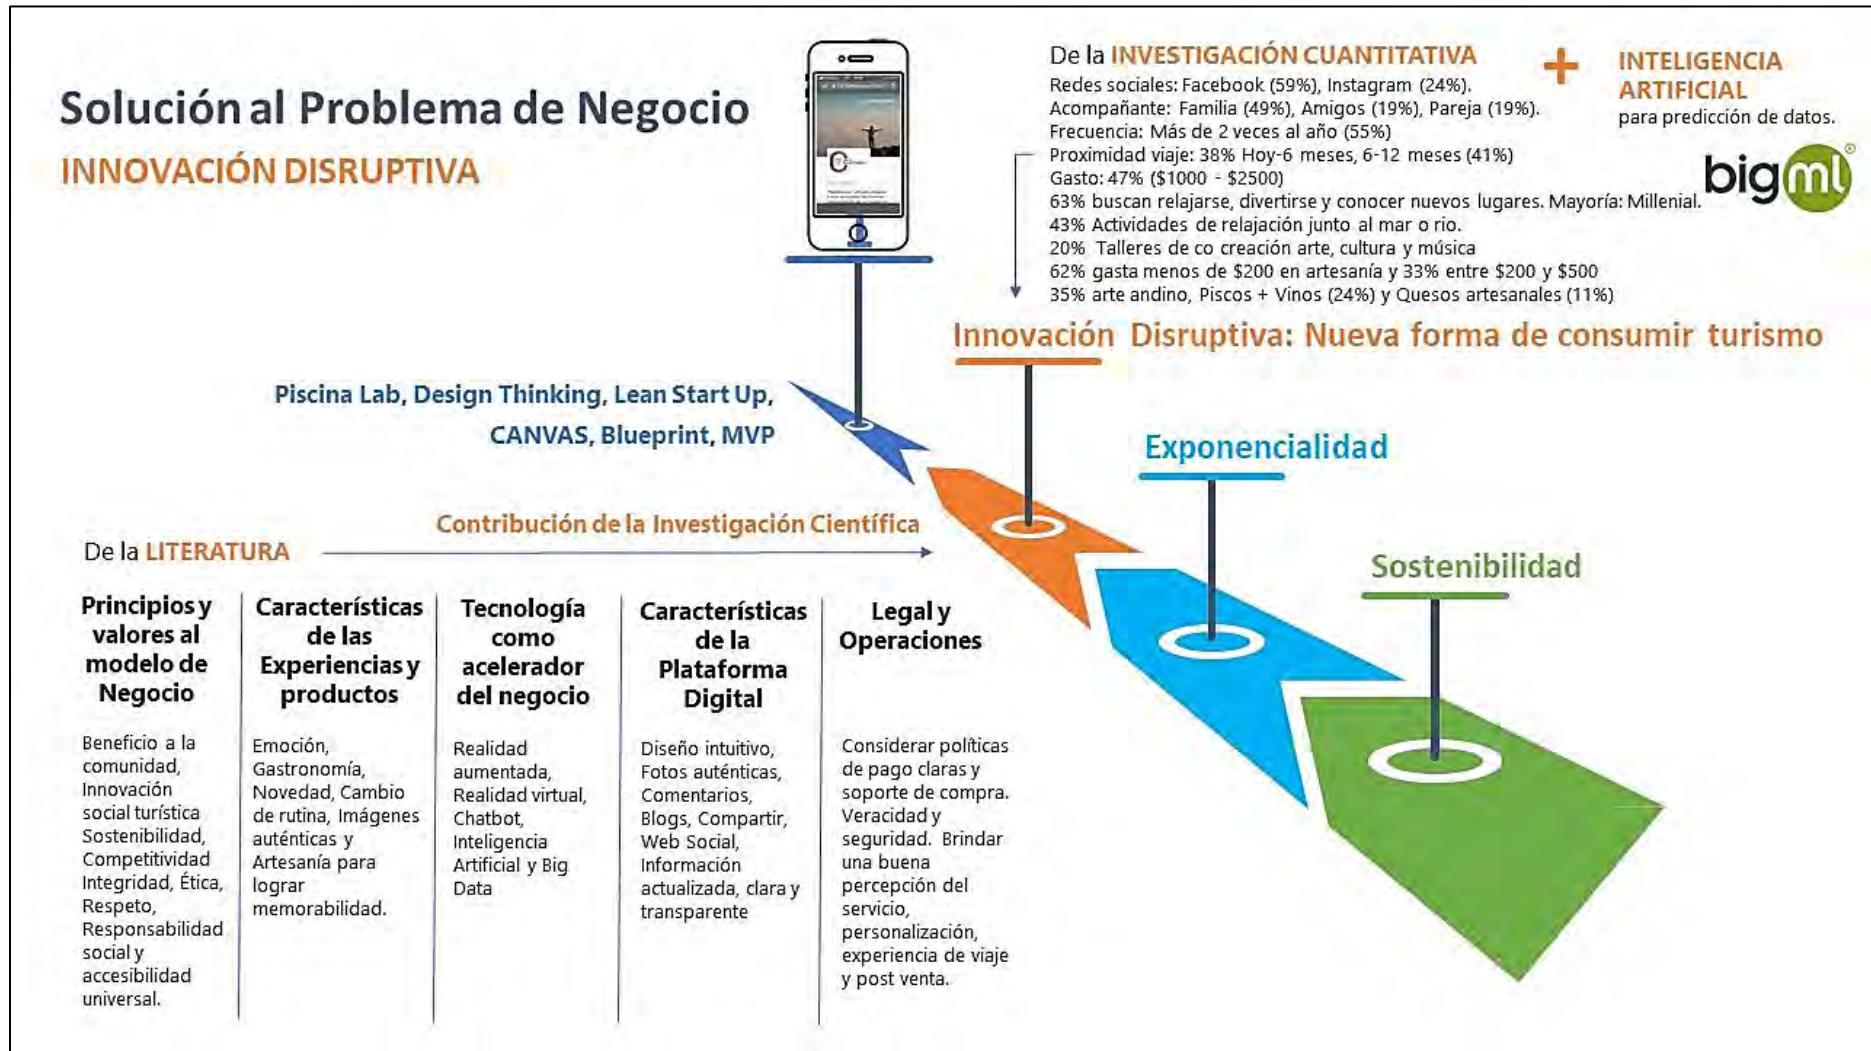 Solución al Problema de Negocio
INNOVACIÓN DISRUPTIVA
De la INVESTIGACIÓN CUANTITATIVA
Redes sociales: Facebook (59%), Instagram (24%).
Acompañante: Familia (49%), Amigos (19%), Pareja (19%).
Frecuencia: Más de 2 veces al año (55%)
Proximidad viaje: 38% Hoy-6 meses, 6-12 meses (41%)
Gasto: 47% ($1000 - $2500)
63% buscan relajarse, divertirse y conocer nuevos lugares. Mayoría: Millenial.
43% Actividades de relajación junto al mar o rio.
20% Talleres de co creación arte, cultura y música
62% gasta menos de $200 en artesanía y 33% entre $200 y $500
35% arte andino, Piscos + Vinos (24%) y Quesos artesanales (11%)
+
INTELIGENCIA
ARTIFICIAL
para predicción de datos.
bigml®
Innovación Disruptiva: Nueva forma de consumir turismo
Piscina Lab, Design Thinking, Lean Start Up,
CANVAS, Blueprint, MVP
Exponencialidad
Sostenibilidad
Contribución de la Investigación Científica
De la LITERATURA
Principios y
valores al
modelo de
Negocio
Beneficio a la
comunidad,
Innovación
social turística
Sostenibilidad,
Competitividad
Integridad, Ética,
Respeto,
Responsabilidad
social y
accesibilidad
universal.
Características
de las
Experiencias y
productos
Emoción,
Gastronomía,
Novedad, Cambio
de rutina, Imágenes
auténticas y
Artesanía para
lograr
memorabilidad.
Tecnología
como
acelerador
del negocio
Realidad
aumentada,
Realidad virtual,
Chatbot,
Inteligencia
Artificial y Big
Data
Características
de la
Plataforma
Digital
Diseño intuitivo,
Fotos auténticas,
Comentarios,
Blogs, Compartir,
Web Social,
Información
actualizada, clara y
transparente
Legal y
Operaciones
Considerar políticas
de pago claras y
soporte de compra.
Veracidad y
seguridad. Brindar
una buena
percepción del
servicio,
personalización,
experiencia de viaje
y post venta.